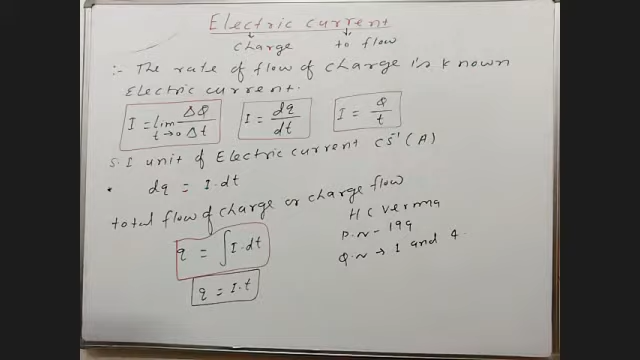 Electric current
charge to flow
:- The rate of flow of charge is known
Electric current.
I = lim t→0 ΔQ/Δt I = dq/dt I = Q/t
S.I unit of Electric current CS⁻¹ (A)
• dq = I.dt
total flow of charge or charge flow
q = ∫I.dt
q = I.t
H C verma
P.N - 199
Q.N → 1 and 4.